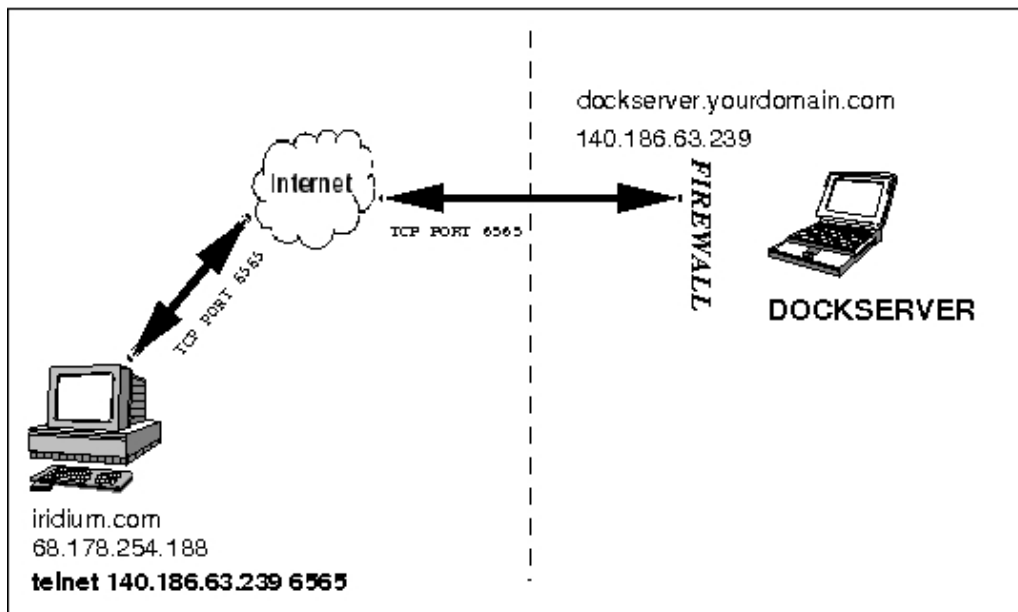 dockserver.yourdomain.com
140.186.63.239
Internet
FIREWALL
TCP PORT 6565
TCP PORT 6565
DOCKSERVER
iridium.com
68.178.254.188
telnet 140.186.63.239 6565